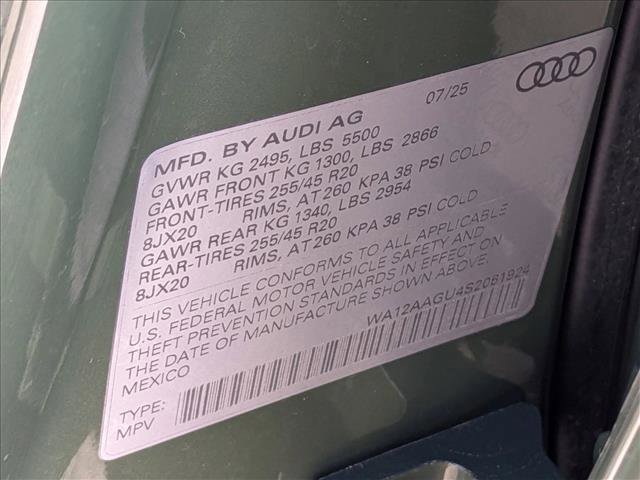 MFD. BY AUDI AG 07/25
GVWR KG 2495, LBS 5500
GAWR FRONT KG 1300, LBS 2866
FRONT-TIRES 255/45 R20
8JX20 RIMS, AT 260 KPA 38 PSI COLD
GAWR REAR KG 1340, LBS 2954
REAR-TIRES 255/45 R20
8JX20 RIMS, AT 260 KPA 38 PSI COLD
THIS VEHICLE CONFORMS TO ALL APPLICABLE
U.S. FEDERAL MOTOR VEHICLE SAFETY AND
THEFT PREVENTION STANDARDS IN EFFECT ON
THE DATE OF MANUFACTURE SHOWN ABOVE.
MEXICO
WA12AAGU4S2081924
TYPE:
MPV